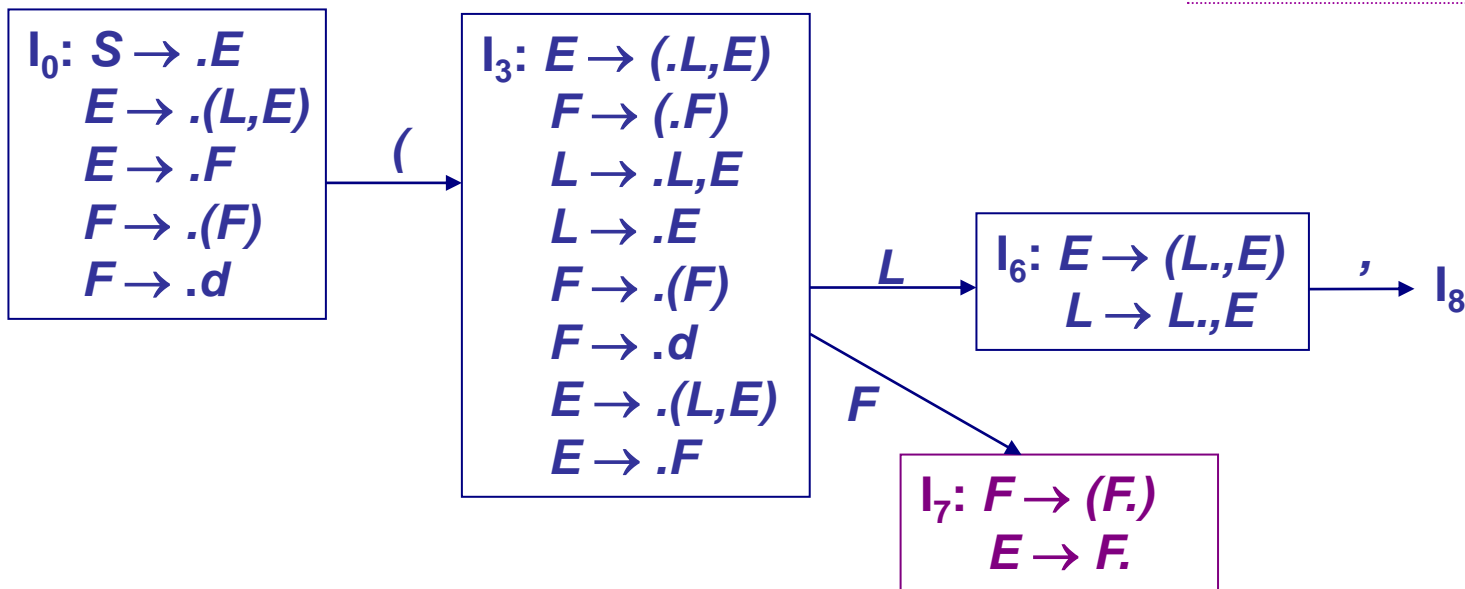 I₀: S → .E
E → .(L,E)
E → .F
F → .(F)
F → .d
(
I₃: E → (.L,E)
F → (.F)
L → .L,E
L → .E
F → .(F)
F → .d
E → .(L,E)
E → .F
L
I₆: E → (L.,E)
L → L.,E
,
I₈
F
I₇: F → (F.)
E → F.